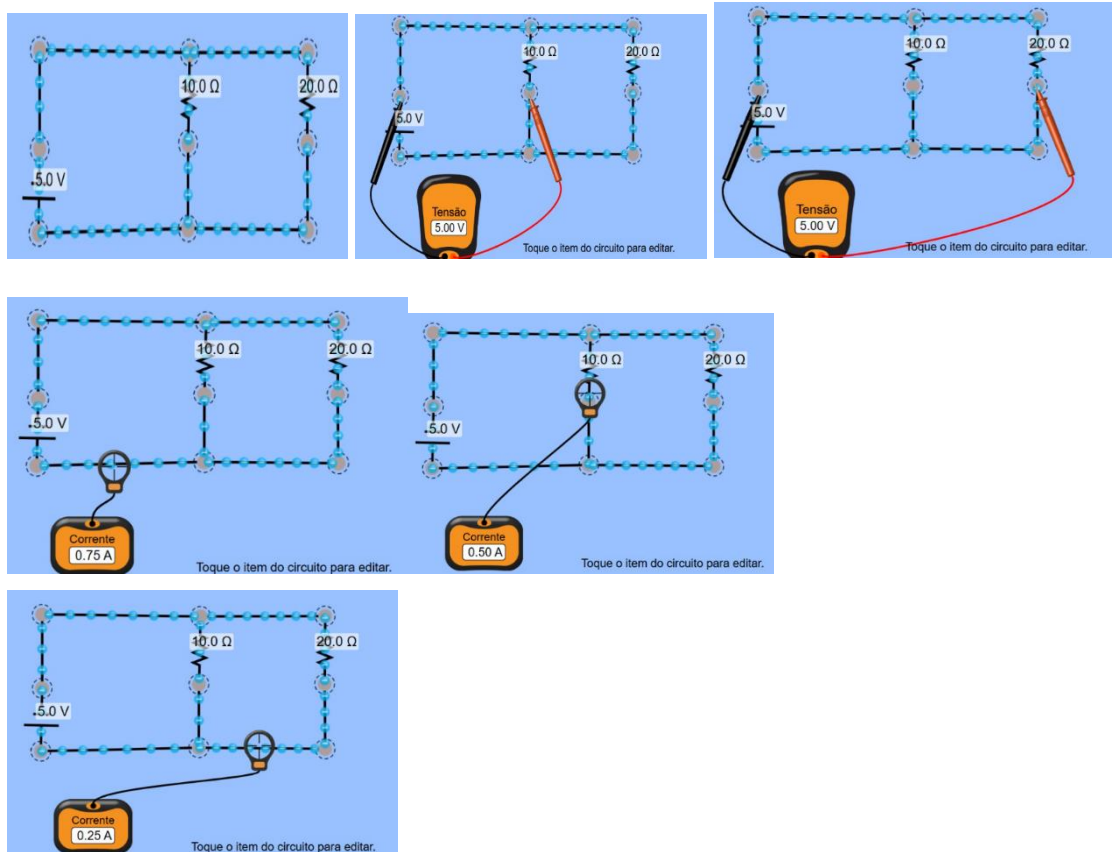 10.0 Ω
20.0 Ω
5.0 V
10.0 Ω
20.0 Ω
5.0 V
Tensão
5.00 V
Toque o item do circuito para editar.
10.0 Ω
20.0 Ω
5.0 V
Tensão
5.00 V
Toque o item do circuito para editar.
10.0 Ω
20.0 Ω
5.0 V
Corrente
0.75 A
Toque o item do circuito para editar.
10.0 Ω
20.0 Ω
5.0 V
Corrente
0.50 A
Toque o item do circuito para editar.
10.0 Ω
20.0 Ω
5.0 V
Corrente
0.25 A
Toque o item do circuito para editar.